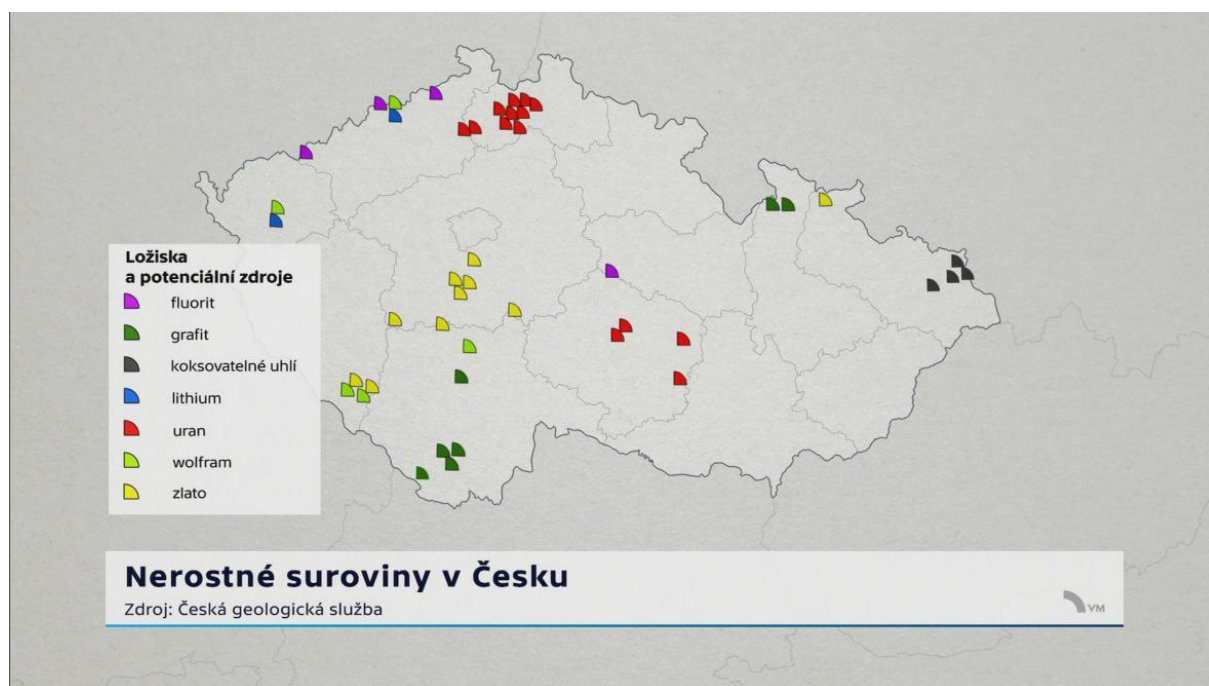 Ložiska
a potenciální zdroje
fluorit
grafit
koksovatelné uhlí
lithium
uran
wolfram
zlato
Nerostné suroviny v Česku
Zdroj: Česká geologická služba
VM